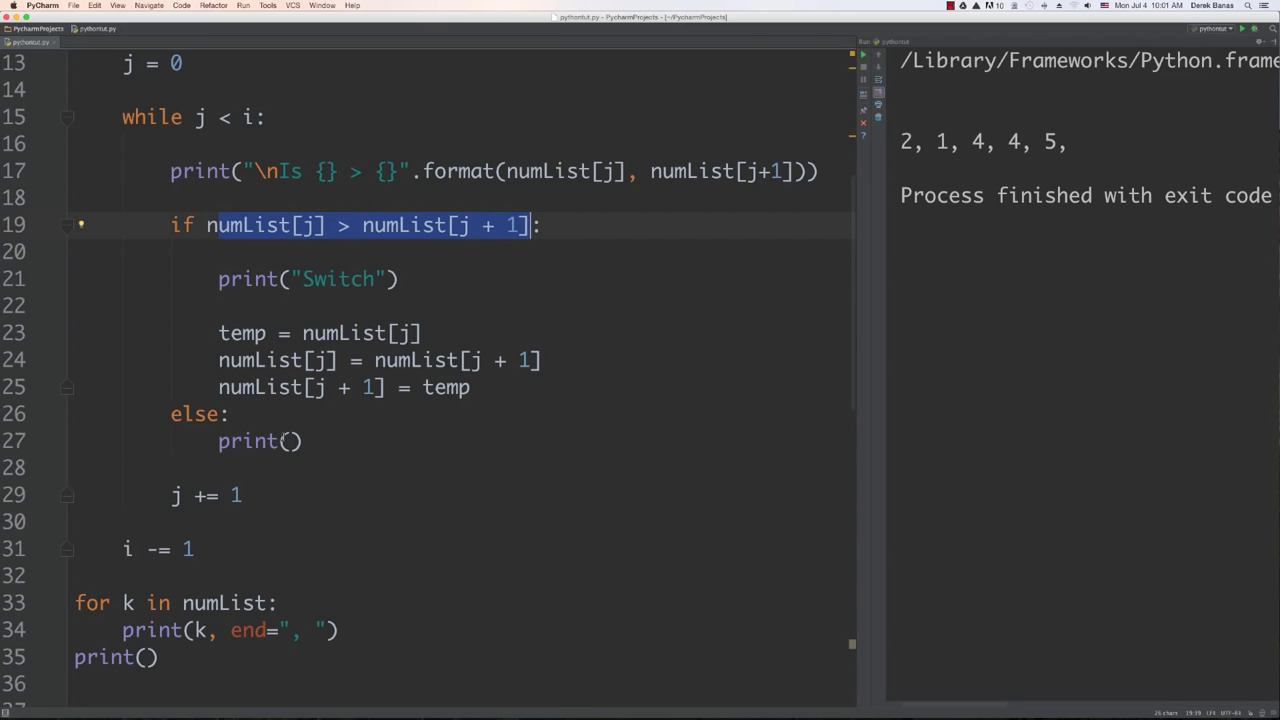 PyCharm File Edit View Navigate Code Refactor Run Tools VCS Window Help
10 Mon Jul 4 10:01 AM Derek Banas
pythontut.py - PycharmProjects - [~/PycharmProjects]
PycharmProjects pythontut.py pythontut
pythontut.py Run: pythontut
13 j = 0
14
15 while j < i:
16
17 print("\nIs {} > {}".format(numList[j], numList[j+1]))
18
19 if numList[j] > numList[j + 1]:
20
21 print("Switch")
22
23 temp = numList[j]
24 numList[j] = numList[j + 1]
25 numList[j + 1] = temp
26 else:
27 print()
28
29 j += 1
30
31 i -= 1
32
33 for k in numList:
34 print(k, end=", ")
35 print()
36
37
/Library/Frameworks/Python.frame
2, 1, 4, 4, 5,
Process finished with exit code
26 chars 19:39 LF UTF-8